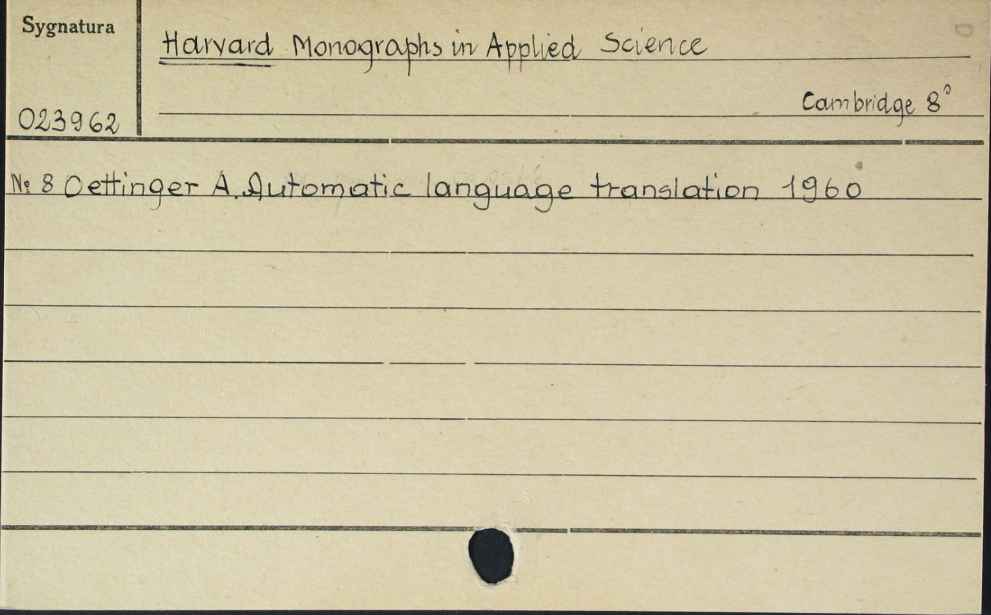 Sygnatura
Harvard Monographs in Applied Science
Cambridge 8°
023962
№ 8 Oettinger A. Automatic language translation 1960